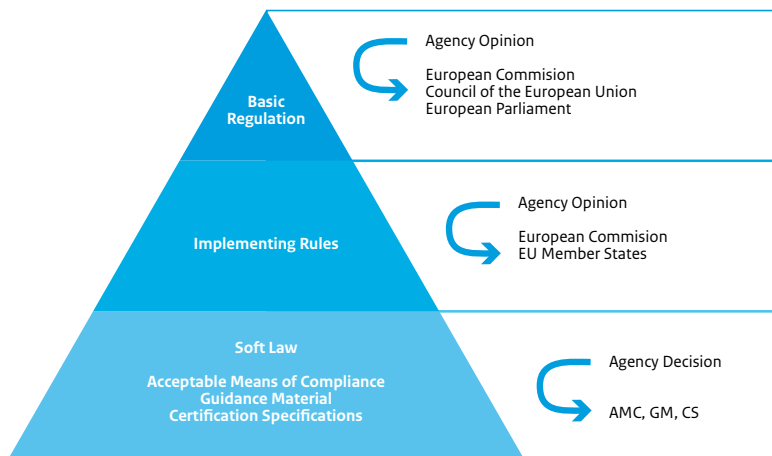 Basic
Regulation
Agency Opinion
European Commision
Council of the European Union
European Parliament
Implementing Rules
Agency Opinion
European Commision
EU Member States
Soft Law
Acceptable Means of Compliance
Guidance Material
Certification Specifications
Agency Decision
AMC, GM, CS